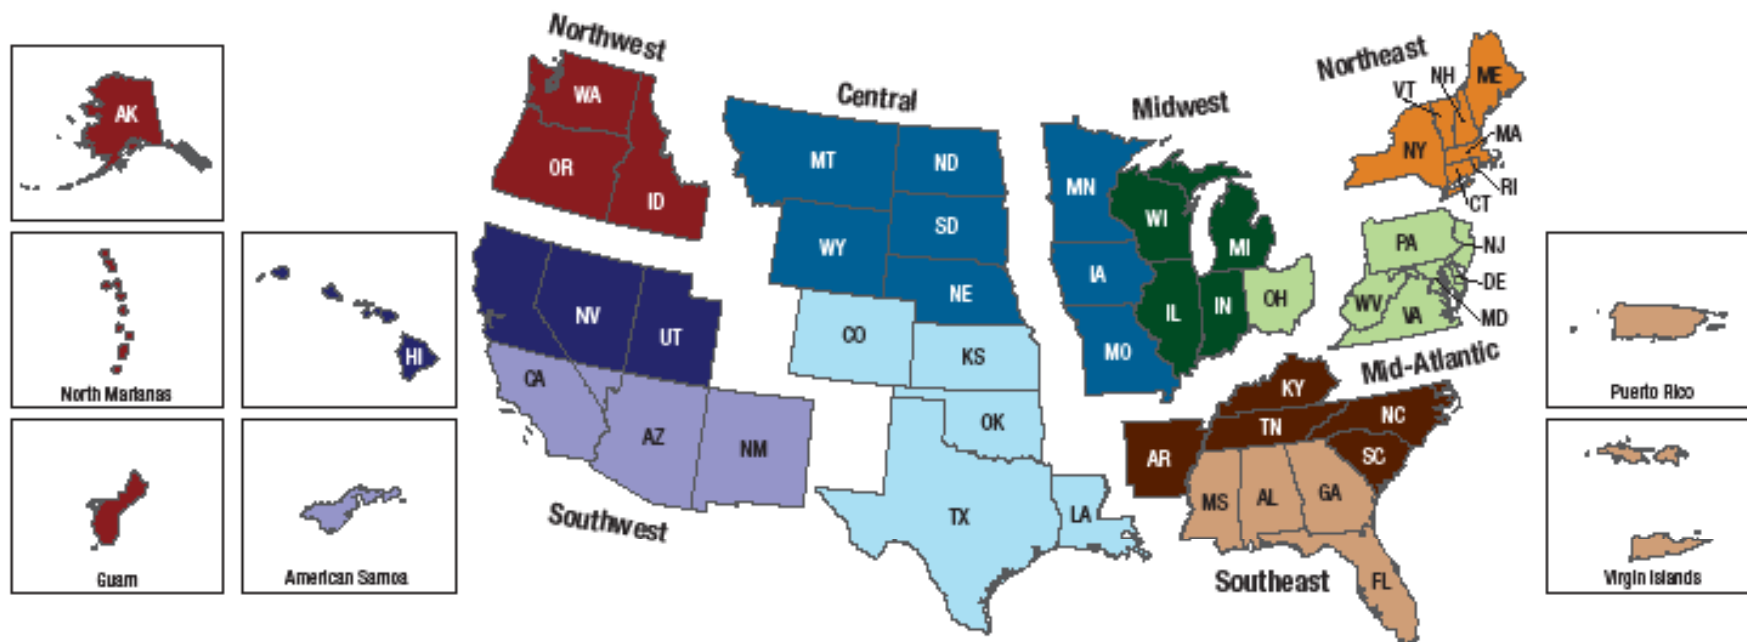 Northwest
Northeast
Central
Midwest
AK
WA
OR
ID
MT
ND
SD
WY
NE
MN
IA
MO
WI
MI
IL
IN
OH
ME
NH
VT
NY
MA
RI
CT
PA
NJ
DE
MD
WV
VA
Mid-Atlantic
NV
UT
HI
CO
KS
OK
TX
LA
CA
AZ
NM
AR
KY
TN
NC
SC
MS
AL
GA
FL
Southwest
Southeast
North Marianas
Guam
American Samoa
Puerto Rico
Virgin Islands